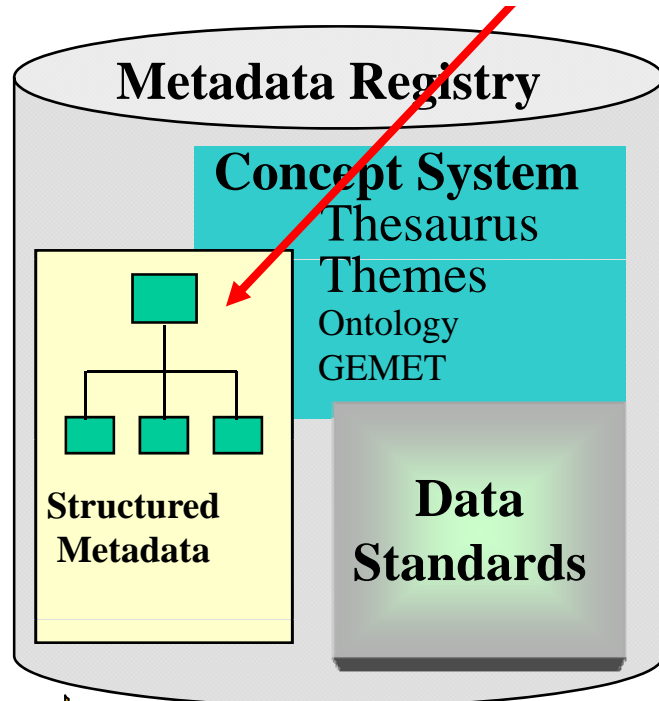 Metadata Registry
Concept System
Thesaurus
Themes
Ontology
GEMET
Structured
Metadata
Data
Standards